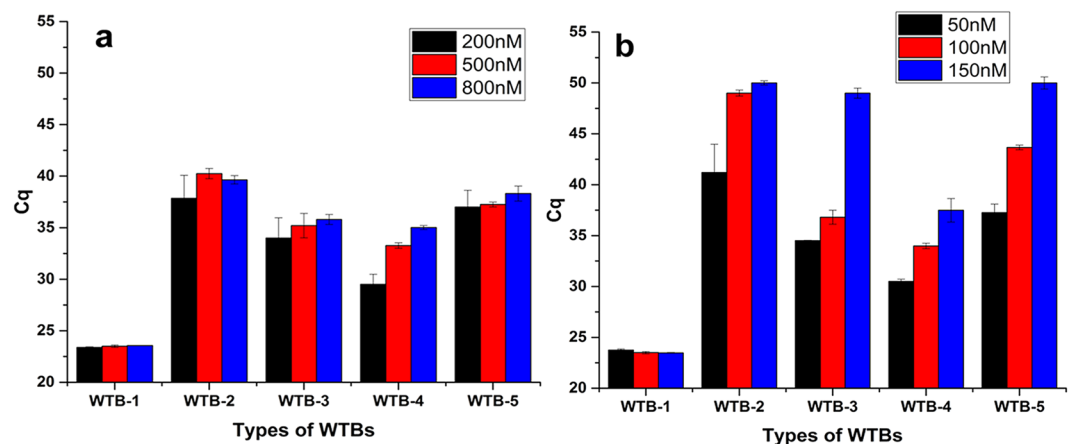 a
200nM
500nM
800nM
55
50
45
40
35
30
25
20
Cq
WTB-1 WTB-2 WTB-3 WTB-4 WTB-5
Types of WTBs
b
50nM
100nM
150nM
55
50
45
40
35
30
25
20
Cq
WTB-1 WTB-2 WTB-3 WTB-4 WTB-5
Types of WTBs